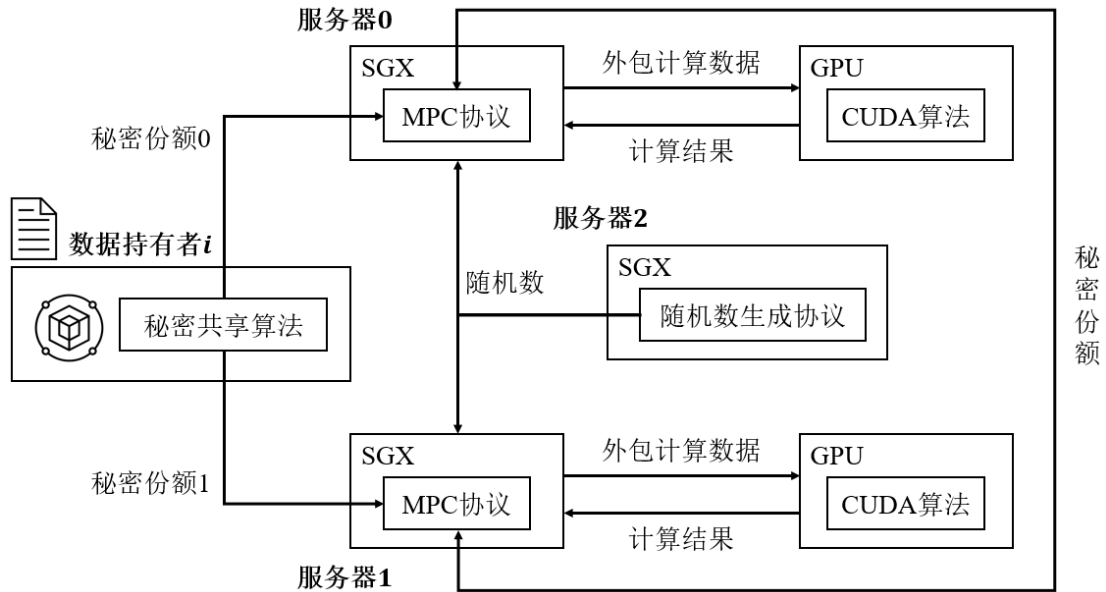 服务器0
SGX
MPC协议
外包计算数据
计算结果
GPU
CUDA算法
秘密份额0
数据持有者i
秘密共享算法
服务器2
SGX
随机数生成协议
随机数
秘密份额
秘密份额1
SGX
MPC协议
外包计算数据
计算结果
GPU
CUDA算法
服务器1